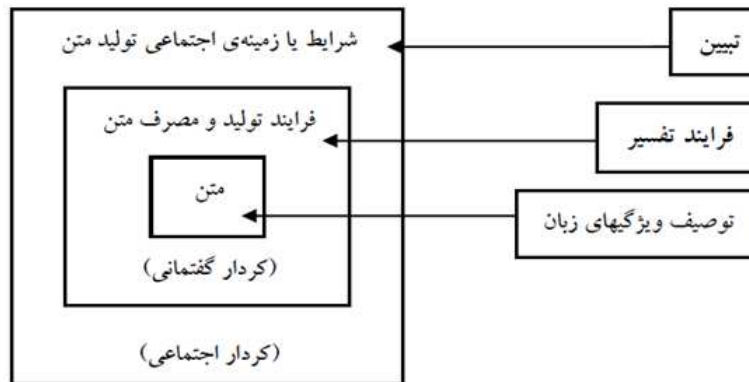 شرایط یا زمینه‌ی اجتماعی تولید متن
تبیین
فرایند تولید و مصرف متن
فرایند تفسیر
متن
توصیف ویژگیهای زبان
(کردار گفتمانی)
(کردار اجتماعی)